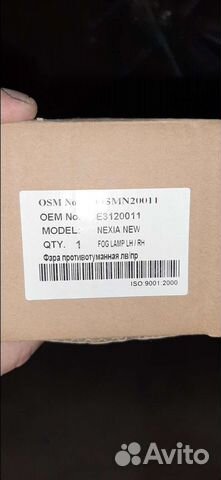 OSM No. OSMN20011
OEM No. E3120011
MODEL: NEXIA NEW
QTY. 1 FOG LAMP LH / RH
Фара противотуманная лв/пр
ISO:9001:2000
Avito